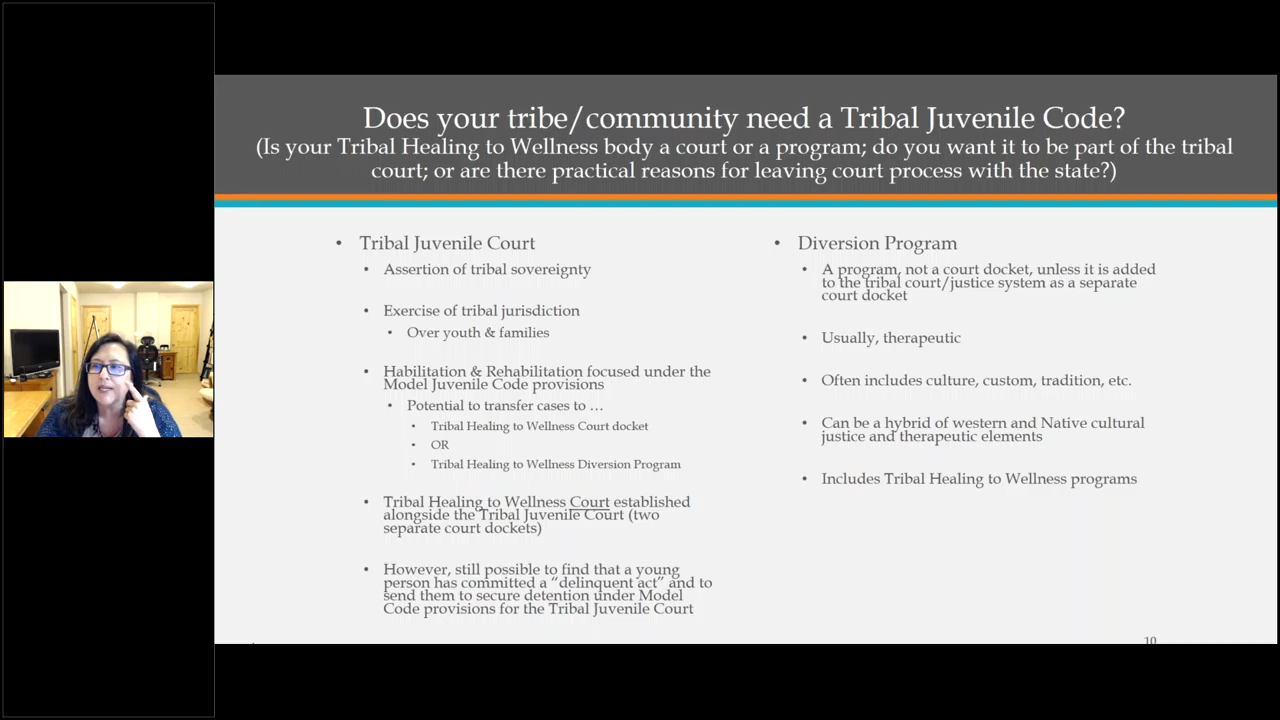 Does your tribe/community need a Tribal Juvenile Code?
(Is your Tribal Healing to Wellness body a court or a program; do you want it to be part of the tribal
court; or are there practical reasons for leaving court process with the state?)
• Tribal Juvenile Court
• Assertion of tribal sovereignty
• Exercise of tribal jurisdiction
• Over youth & families
• Habilitation & Rehabilitation focused under the
Model Juvenile Code provisions
• Potential to transfer cases to …
• Tribal Healing to Wellness Court docket
• OR
• Tribal Healing to Wellness Diversion Program
• Tribal Healing to Wellness Court established
alongside the Tribal Juvenile Court (two
separate court dockets)
• However, still possible to find that a young
person has committed a “delinquent act” and to
send them to secure detention under Model
Code provisions for the Tribal Juvenile Court
• Diversion Program
• A program, not a court docket, unless it is added
to the tribal court/justice system as a separate
court docket
• Usually, therapeutic
• Often includes culture, custom, tradition, etc.
• Can be a hybrid of western and Native cultural
justice and therapeutic elements
• Includes Tribal Healing to Wellness programs
10